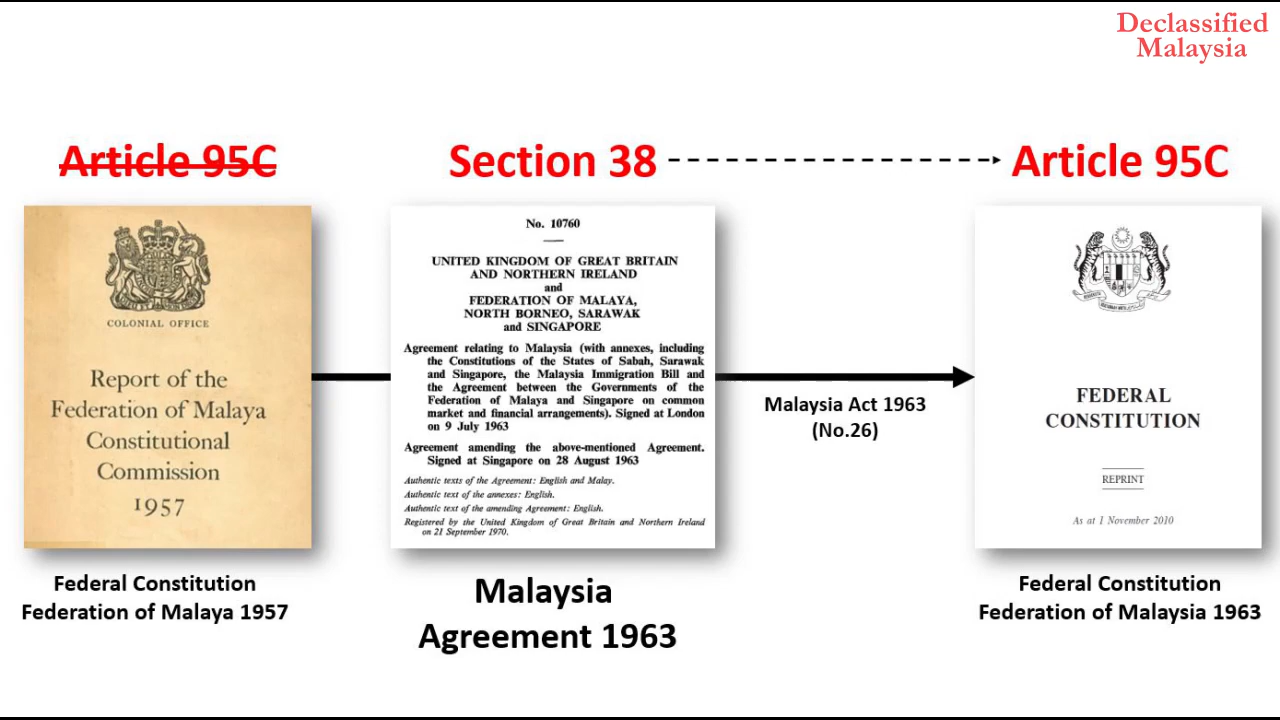 Declassified
Malaysia
Article 95C
Section 38
Article 95C
COLONIAL OFFICE
Report of the
Federation of Malaya
Constitutional
Commission
1957
Federal Constitution
Federation of Malaya 1957
No. 10760
UNITED KINGDOM OF GREAT BRITAIN
AND NORTHERN IRELAND
and
FEDERATION OF MALAYA,
NORTH BORNEO, SARAWAK
and SINGAPORE
Agreement relating to Malaysia (with annexes, including
the Constitutions of the States of Sabah, Sarawak
and Singapore, the Malaysia Immigration Bill and
the Agreement between the Governments of the
Federation of Malaya and Singapore on common
market and financial arrangements). Signed at London
on 9 July 1963
Agreement amending the above-mentioned Agreement.
Signed at Singapore on 28 August 1963
Authentic texts of the Agreement: English and Malay.
Authentic text of the annexes: English.
Authentic text of the amending Agreement: English.
Registered by the United Kingdom of Great Britain and Northern Ireland
on 21 September 1970.
Malaysia
Agreement 1963
Malaysia Act 1963
(No.26)
FEDERAL
CONSTITUTION
REPRINT
As at 1 November 2010
Federal Constitution
Federation of Malaysia 1963